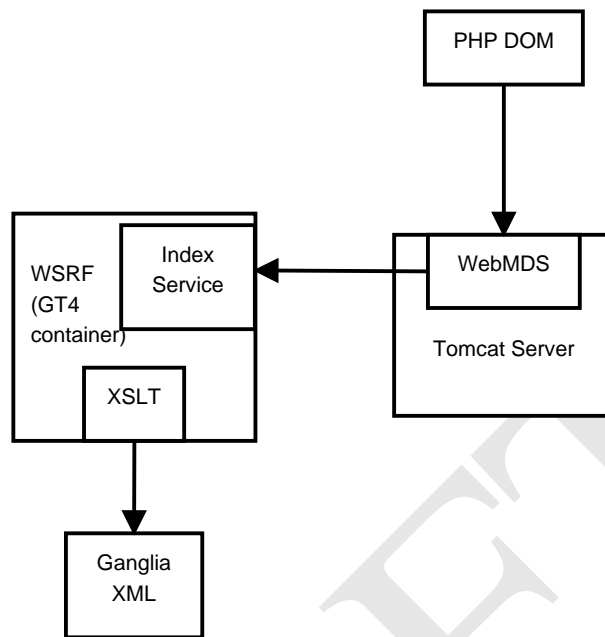 PHP DOM
Index
Service
WSRF
(GT4
container)
WebMDS
Tomcat Server
XSLT
Ganglia
XML